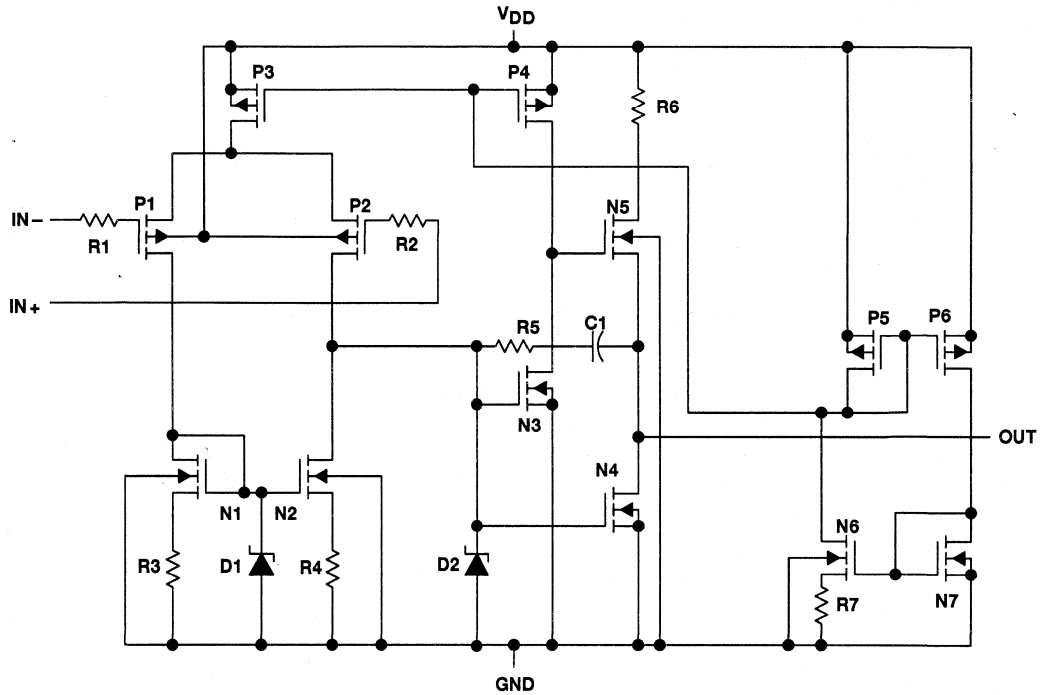 VDD
P3
P4
R6
P1
P2
N5
IN−
R1
R2
IN+
R5
C1
P5
P6
N3
OUT
N4
N1
N2
N6
R3
D1
R4
D2
R7
N7
GND